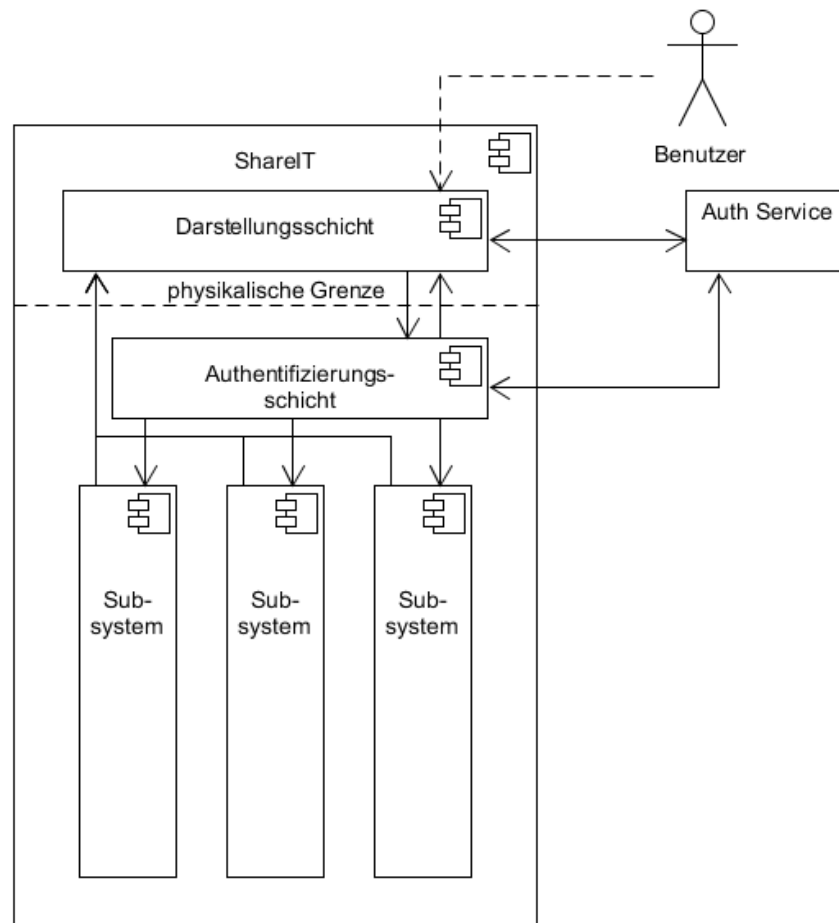 Benutzer
ShareIT
Darstellungsschicht
Auth Service
physikalische Grenze
Authentifizierungs-
schicht
Sub-
system
Sub-
system
Sub-
system